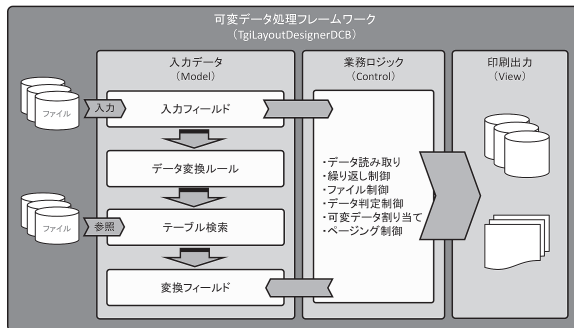 可変データ処理フレームワーク
(TgiLayoutDesignerDCB)
入力データ
(Model)
業務ロジック
(Control)
印刷出力
(View)
ファイル
入力
入力フィールド
データ変換ルール
ファイル
参照
テーブル検索
変換フィールド
・データ読み取り
・繰り返し制御
・ファイル制御
・データ判定制御
・可変データ割り当て
・ページング制御